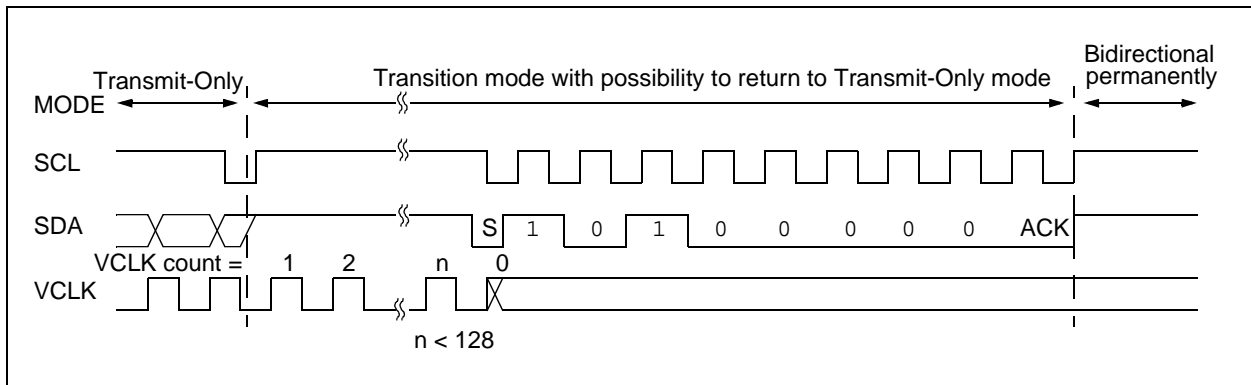 Transmit-Only
Transition mode with possibility to return to Transmit-Only mode
Bidirectional
permanently
MODE
SCL
SDA S 1 0 1 0 0 0 0 0 ACK
VCLK count = 1 2 n 0
VCLK
n < 128